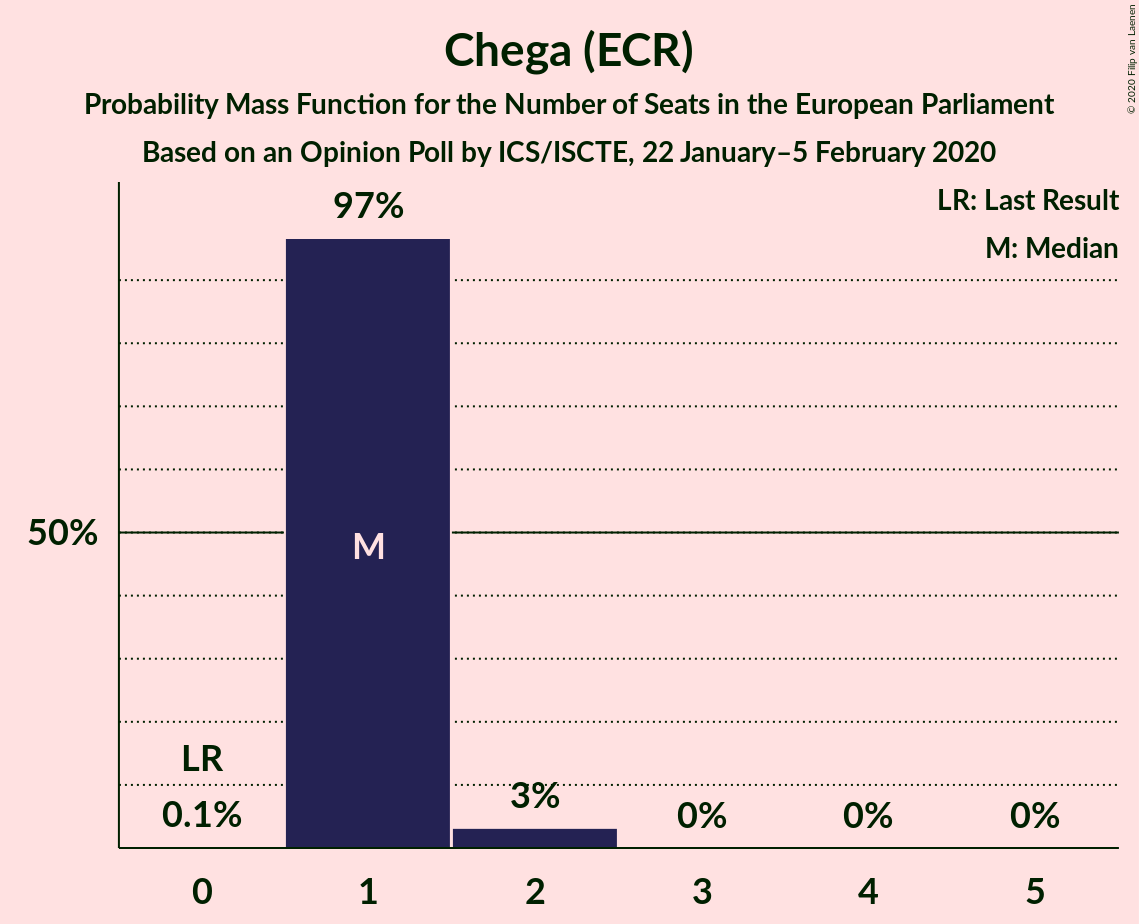 Chega (ECR)
Probability Mass Function for the Number of Seats in the European Parliament
Based on an Opinion Poll by ICS/ISCTE, 22 January–5 February 2020
© 2020 Filip van Laenen
LR: Last Result
M: Median
97%
50%
M
LR
0.1%
3%
0%
0%
0%
0
1
2
3
4
5